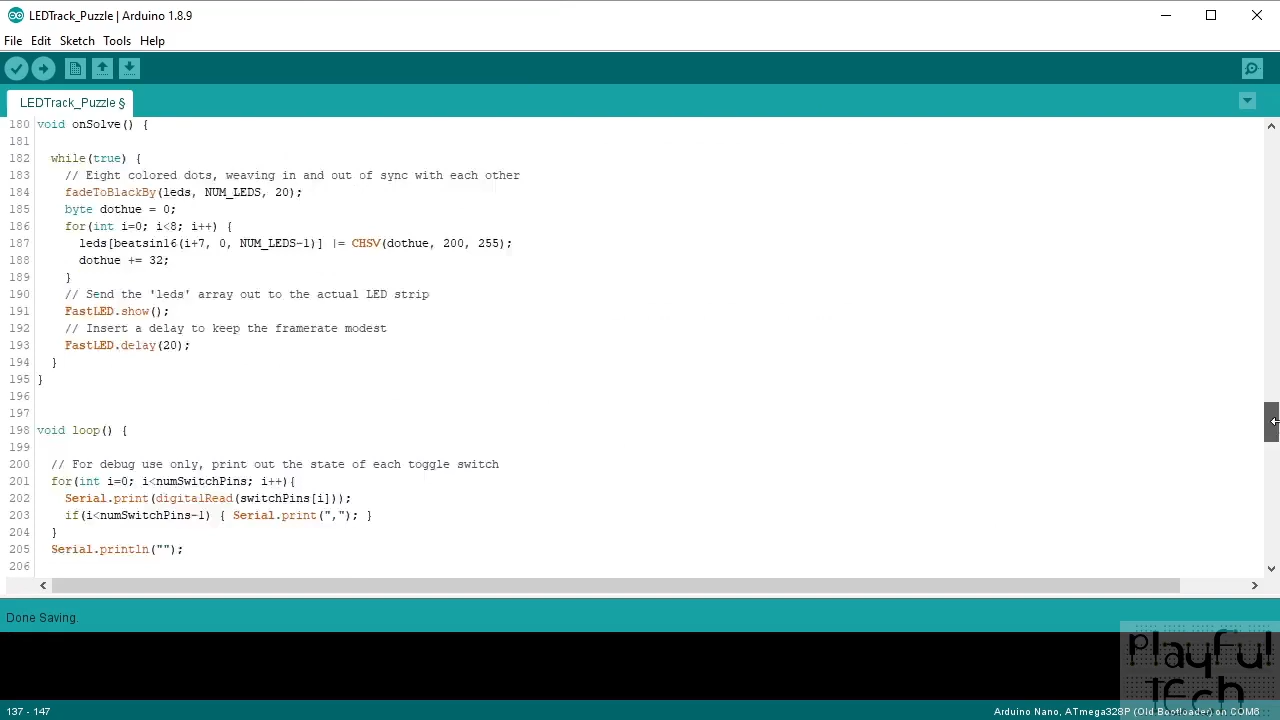 LEDTrack_Puzzle | Arduino 1.8.9
File Edit Sketch Tools Help
LEDTrack_Puzzle §
180 void onSolve() {
181
182 while(true) {
183 // Eight colored dots, weaving in and out of sync with each other
184 fadeToBlackBy(leds, NUM_LEDS, 20);
185 byte dothue = 0;
186 for(int i=0; i<8; i++) {
187 leds[beatsin16(i+7, 0, NUM_LEDS-1)] |= CHSV(dothue, 200, 255);
188 dothue += 32;
189 }
190 // Send the 'leds' array out to the actual LED strip
191 FastLED.show();
192 // Insert a delay to keep the framerate modest
193 FastLED.delay(20);
194 }
195 }
196
197
198 void loop() {
199
200 // For debug use only, print out the state of each toggle switch
201 for(int i=0; i<numSwitchPins; i++){
202 Serial.print(digitalRead(switchPins[i]));
203 if(i<numSwitchPins-1) { Serial.print(","); }
204 }
205 Serial.println("");
206
Done Saving.
Playful
Tech
137 - 147
Arduino Nano, ATmega328P (Old Bootloader) on COM6